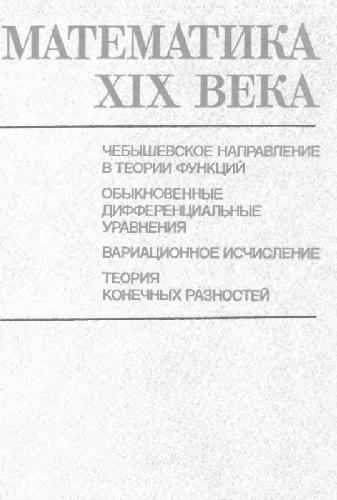 МАТЕМАТИКА
XIX ВЕКА
ЧЕБЫШЕВСКОЕ НАПРАВЛЕНИЕ
В ТЕОРИИ ФУНКЦИЙ
ОБЫКНОВЕННЫЕ
ДИФФЕРЕНЦИАЛЬНЫЕ
УРАВНЕНИЯ
ВАРИАЦИОННОЕ ИСЧИСЛЕНИЕ
ТЕОРИЯ
КОНЕЧНЫХ РАЗНОСТЕЙ